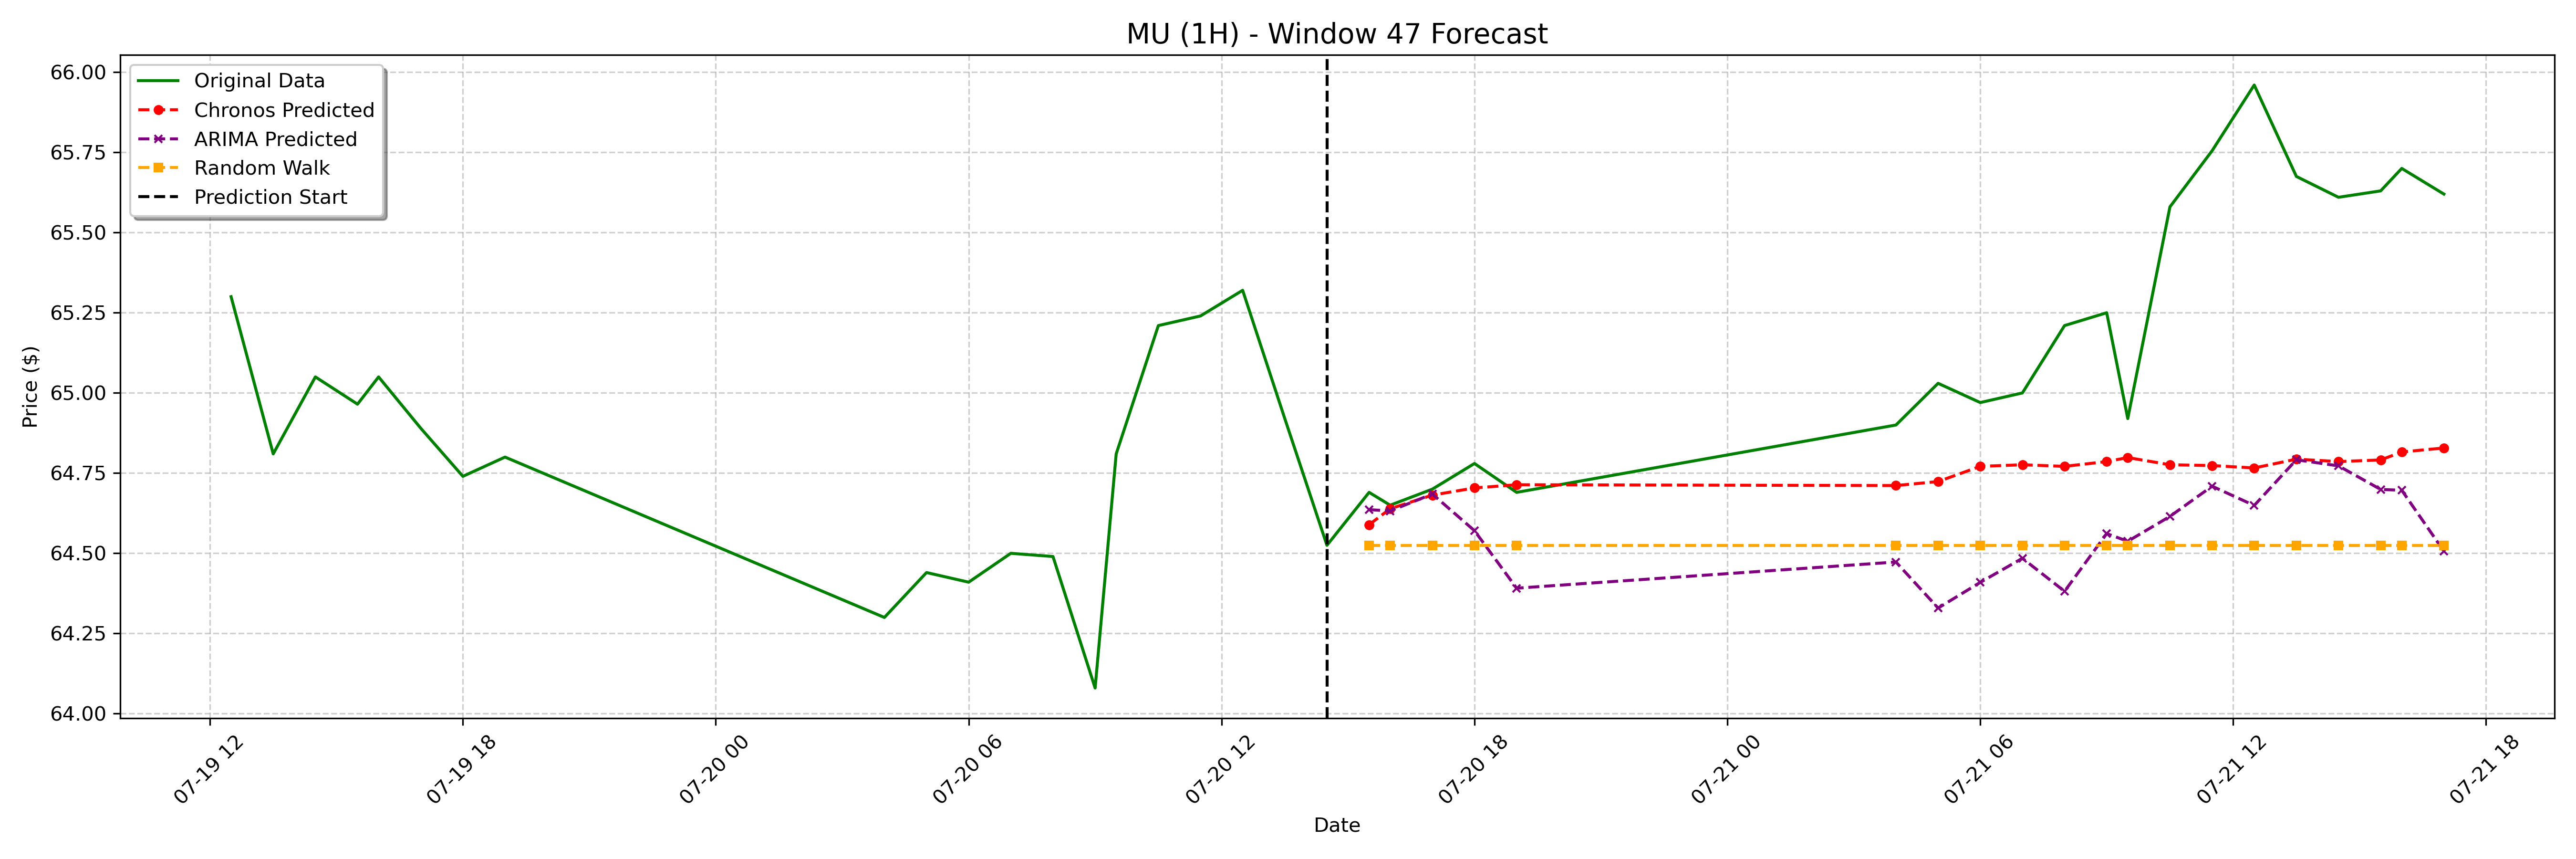 MU (1H) - Window 47 Forecast
Original Data
Chronos Predicted
ARIMA Predicted
Random Walk
Prediction Start
66.00
65.75
65.50
65.25
65.00
64.75
64.50
64.25
64.00
Price ($)
07-19 12
07-19 18
07-20 00
07-20 06
07-20 12
07-20 18
07-21 00
07-21 06
07-21 12
07-21 18
Date